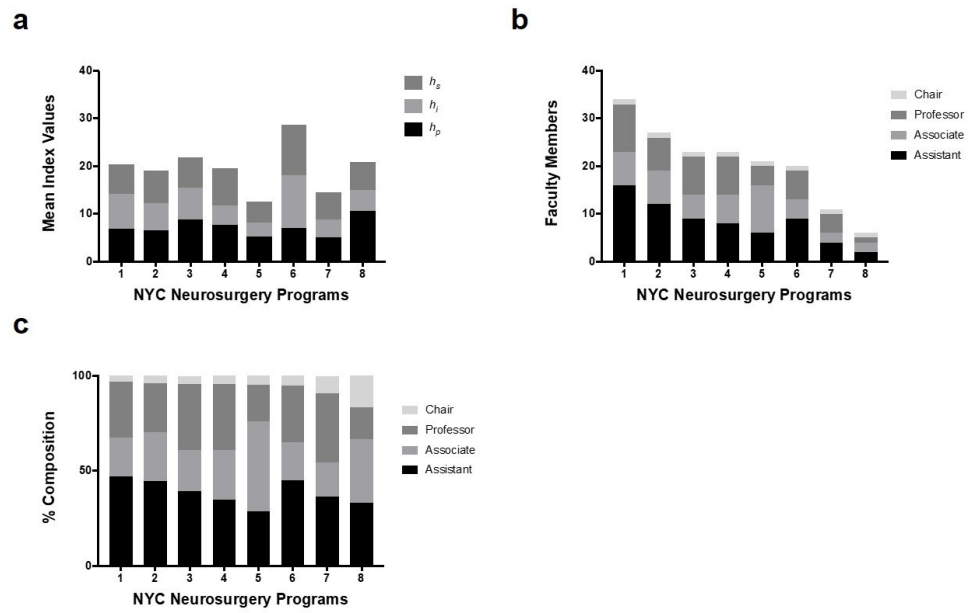 a
40
30
20
10
0
Mean Index Values
1 2 3 4 5 6 7 8
NYC Neurosurgery Programs
hs
hi
hp
b
40
30
20
10
0
Faculty Members
1 2 3 4 5 6 7 8
NYC Neurosurgery Programs
Chair
Professor
Associate
Assistant
c
100
50
0
% Composition
1 2 3 4 5 6 7 8
NYC Neurosurgery Programs
Chair
Professor
Associate
Assistant